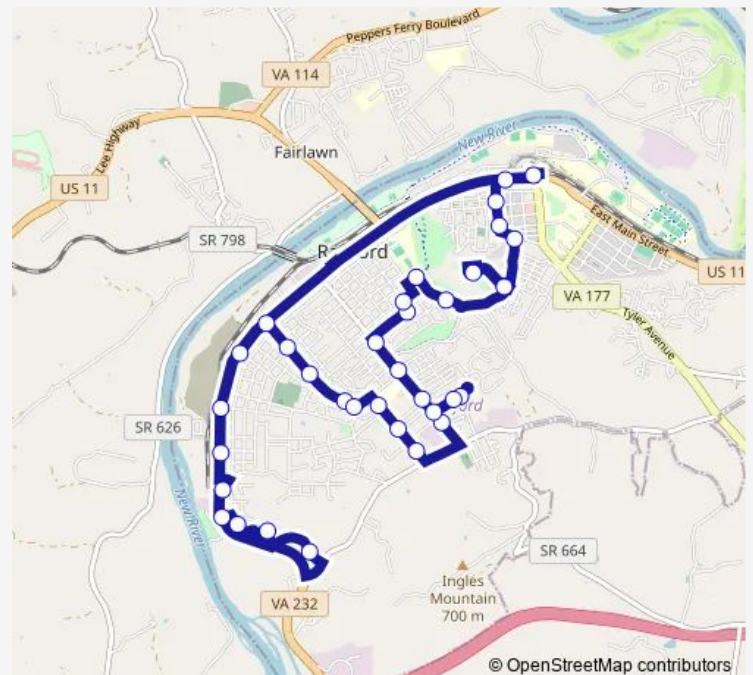 Peppers Ferry Boulevard
VA 114
Lee Highway
Fairlawn
New River
US 11
SR 798
East Main Street
US 11
VA 177
Tyler Avenue
SR 626
New River
SR 664
Ingles
Mountain
700 m
VA 232
© OpenStreetMap contributors